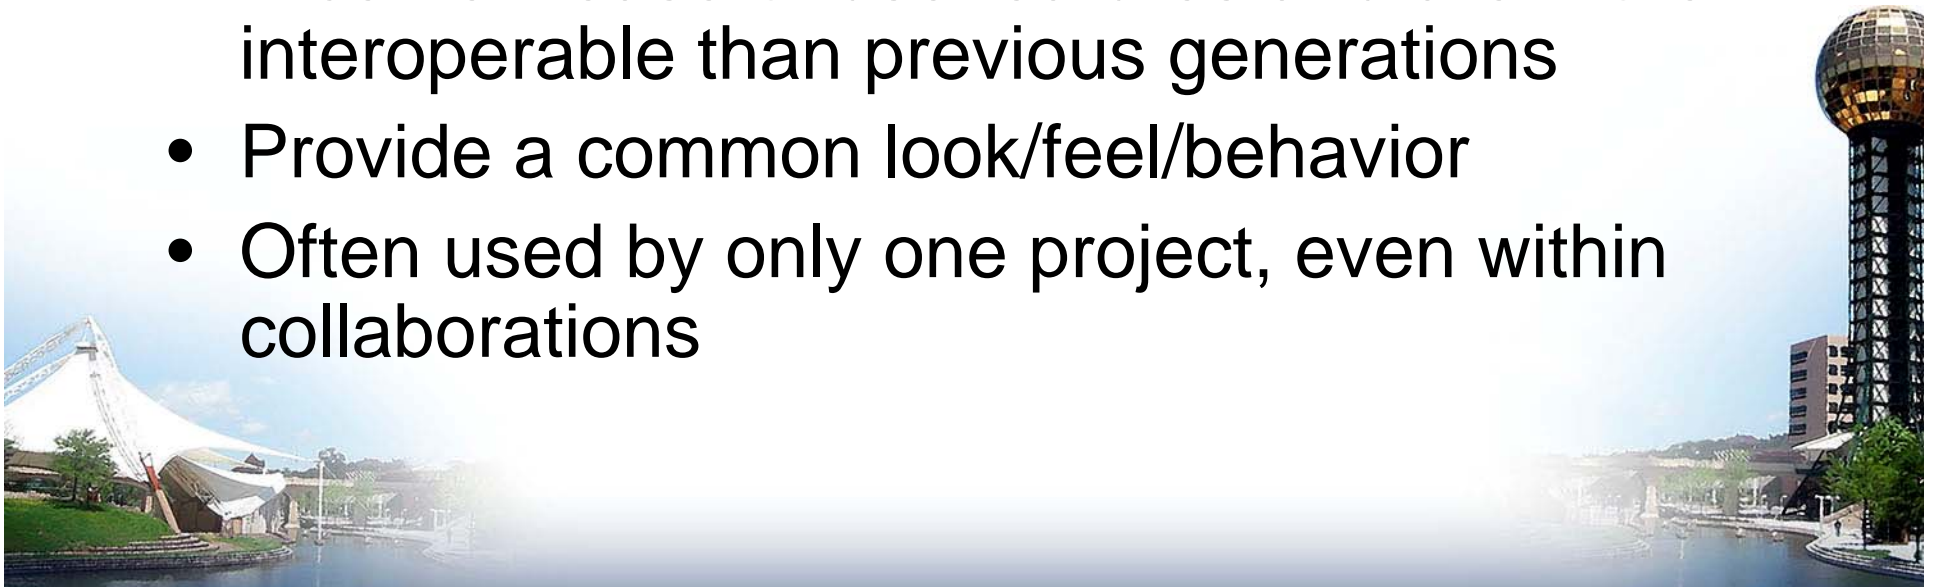 interoperable than previous generations
• Provide a common look/feel/behavior
• Often used by only one project, even within
collaborations